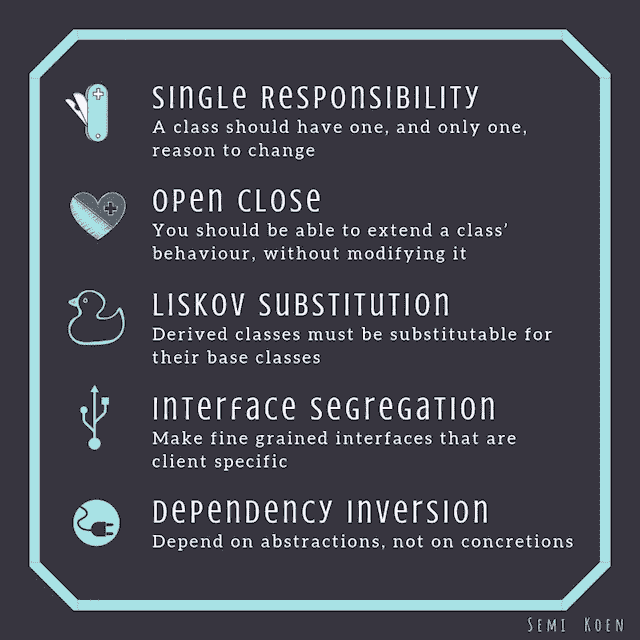 Single Responsibility
A class should have one, and only one,
reason to change
Open Close
You should be able to extend a class’
behaviour, without modifying it
Liskov Substitution
Derived classes must be substitutable for
their base classes
Interface Segregation
Make fine grained interfaces that are
client specific
Dependency Inversion
Depend on abstractions, not on concretions
Semi Koen